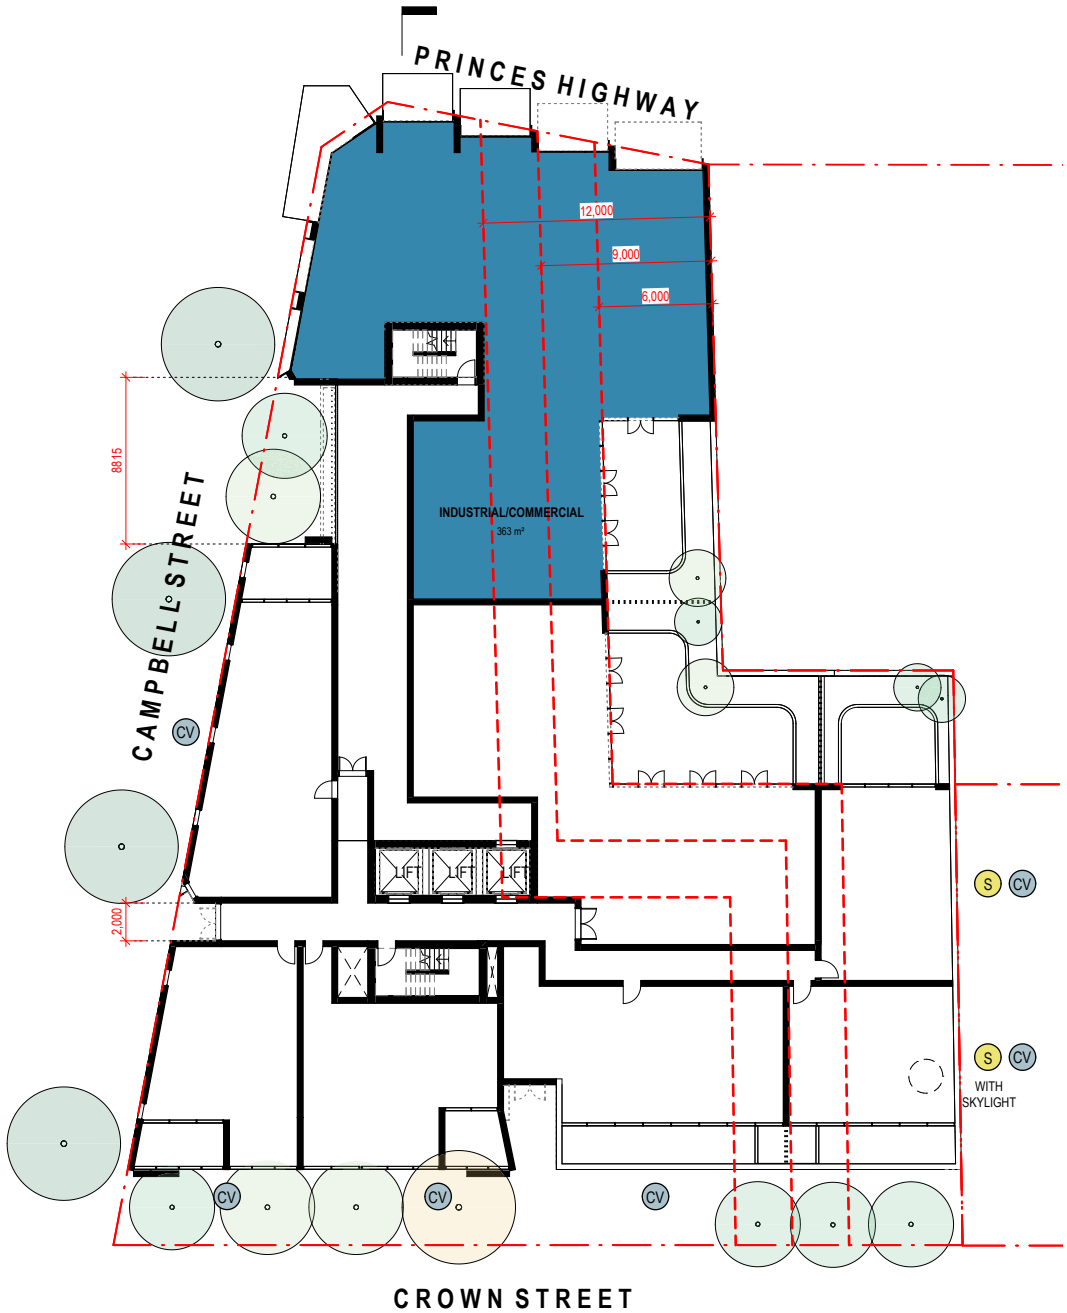 PRINCES HIGHWAY
12,000
9,000
6,000
8815
CAMPBELL STREET
INDUSTRIAL/COMMERCIAL
363 m²
CV
LIFT
LIFT
LIFT
S
CV
2,000
S
CV
WITH
SKYLIGHT
CV
CV
CV
CROWN STREET